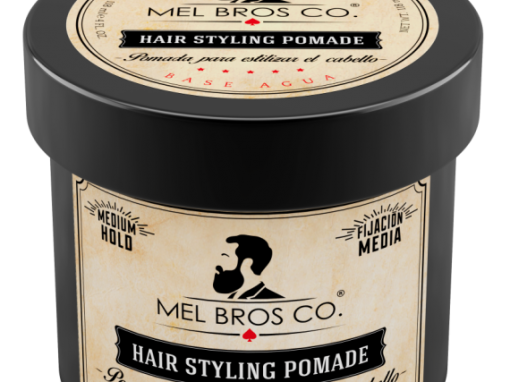 MEL BROS CO.®
HAIR STYLING POMADE
-Pomada para estilizar el cabello-
BASE AGUA
MEDIUM
HOLD
FIJACIÓN
MEDIA
MEL BROS CO.®
HAIR STYLING POMADE
cabello-